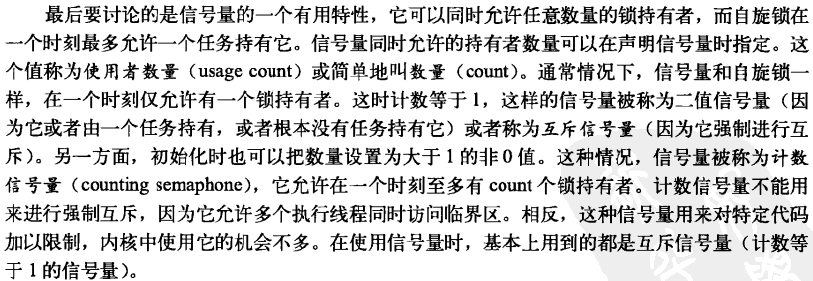 最后要讨论的是信号量的一个有用特性，它可以同时允许任意数量的锁持有者，而自旋锁在
一个时刻最多允许一个任务持有它。信号量同时允许的持有者数量可以在声明信号量时指定。这
个值称为使用者数量（usage count）或简单地叫数量（count）。通常情况下，信号量和自旋锁一
样，在一个时刻仅允许有一个锁持有者。这时计数等于1，这样的信号量被称为二值信号量（因
为它或者由一个任务持有，或者根本没有任务持有它）或者称为互斥信号量（因为它强制进行互
斥）。另一方面，初始化时也可以把数量设置为大于1的非0值。这种情况，信号量被称为计数
信号量（counting semaphone），它允许在一个时刻至多有count个锁持有者。计数信号量不能用
来进行强制互斥，因为它允许多个执行线程同时访问临界区。相反，这种信号量用来对特定代码
加以限制，内核中使用它的机会不多。在使用信号量时，基本上用到的都是互斥信号量（计数等
于1的信号量）。